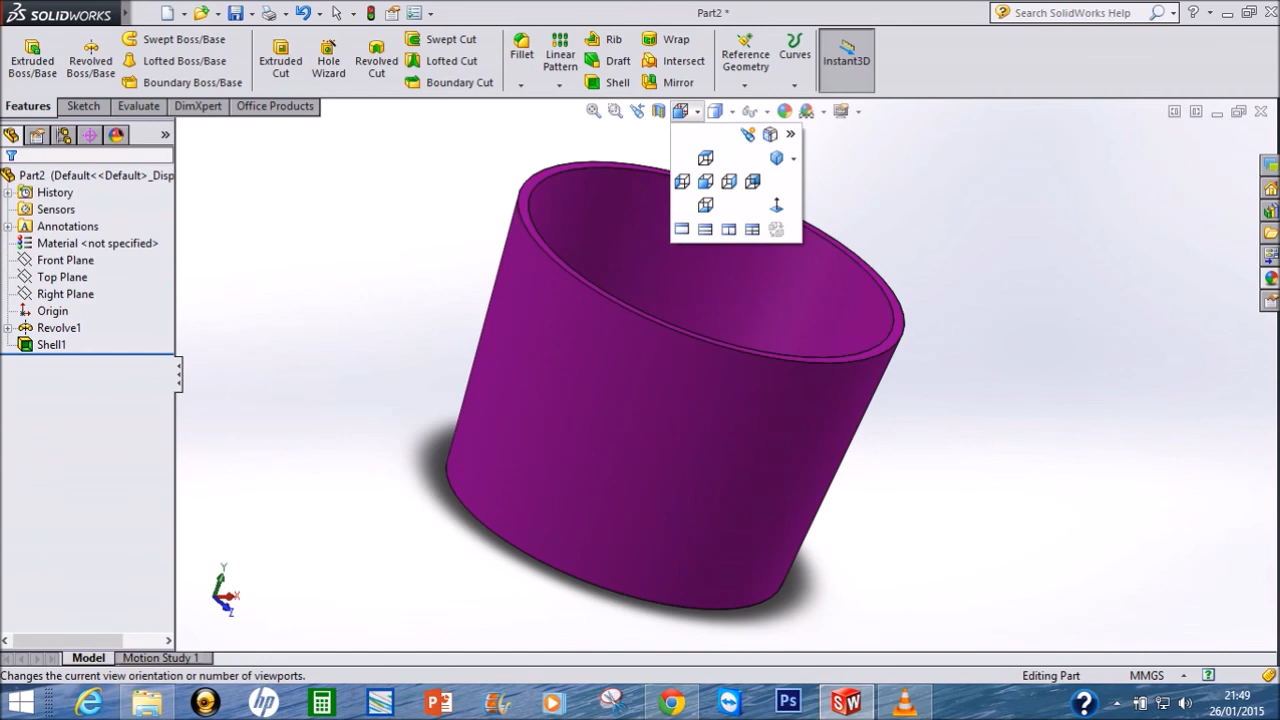 SOLIDWORKS
Part2 *
Search SolidWorks Help
Extruded Boss/Base
Revolved Boss/Base
Swept Boss/Base
Lofted Boss/Base
Boundary Boss/Base
Extruded Cut
Hole Wizard
Revolved Cut
Swept Cut
Lofted Cut
Boundary Cut
Fillet
Linear Pattern
Rib
Draft
Shell
Wrap
Intersect
Mirror
Reference Geometry
Curves
Instant3D
Features
Sketch
Evaluate
DimXpert
Office Products
Part2 (Default<<Default>_Disp
History
Sensors
Annotations
Material <not specified>
Front Plane
Top Plane
Right Plane
Origin
Revolve1
Shell1
Y
X
Z
Model
Motion Study 1
Changes the current view orientation or number of viewports.
Editing Part
MMGS
21:49
26/01/2015